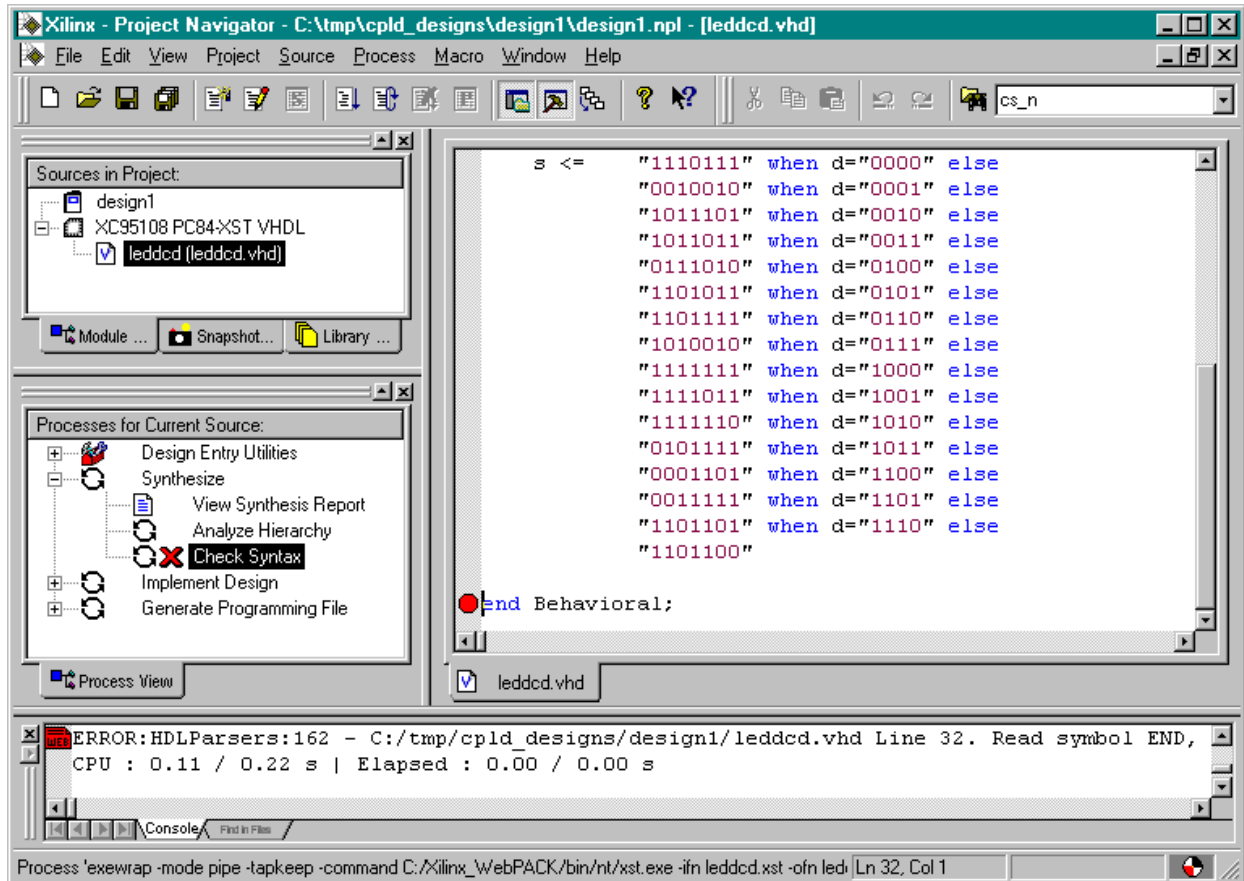 Xilinx - Project Navigator - C:\tmp\cpld_designs\design1\design1.npl - [leddcd.vhd]
File Edit View Project Source Process Macro Window Help
cs_n
Sources in Project:
design1
XC95108 PC84-XST VHDL
leddcd (leddcd.vhd)
Module ... Snapshot... Library ...
Processes for Current Source:
Design Entry Utilities
Synthesize
View Synthesis Report
Analyze Hierarchy
Check Syntax
Implement Design
Generate Programming File
Process View
s <= "1110111" when d="0000" else
"0010010" when d="0001" else
"1011101" when d="0010" else
"1011011" when d="0011" else
"0111010" when d="0100" else
"1101011" when d="0101" else
"1101111" when d="0110" else
"1010010" when d="0111" else
"1111111" when d="1000" else
"1111011" when d="1001" else
"1111110" when d="1010" else
"0101111" when d="1011" else
"0001101" when d="1100" else
"0011111" when d="1101" else
"1101101" when d="1110" else
"1101100"
end Behavioral;
leddcd.vhd
WEB
ERROR:HDLParsers:162 - C:/tmp/cpld_designs/design1/leddcd.vhd Line 32. Read symbol END,
CPU : 0.11 / 0.22 s | Elapsed : 0.00 / 0.00 s
Console Find in Files
Process 'exewrap -mode pipe -tapkeep -command C:/Xilinx_WebPACK/bin/nt/xst.exe -ifn leddcd.xst -ofn led Ln 32, Col 1